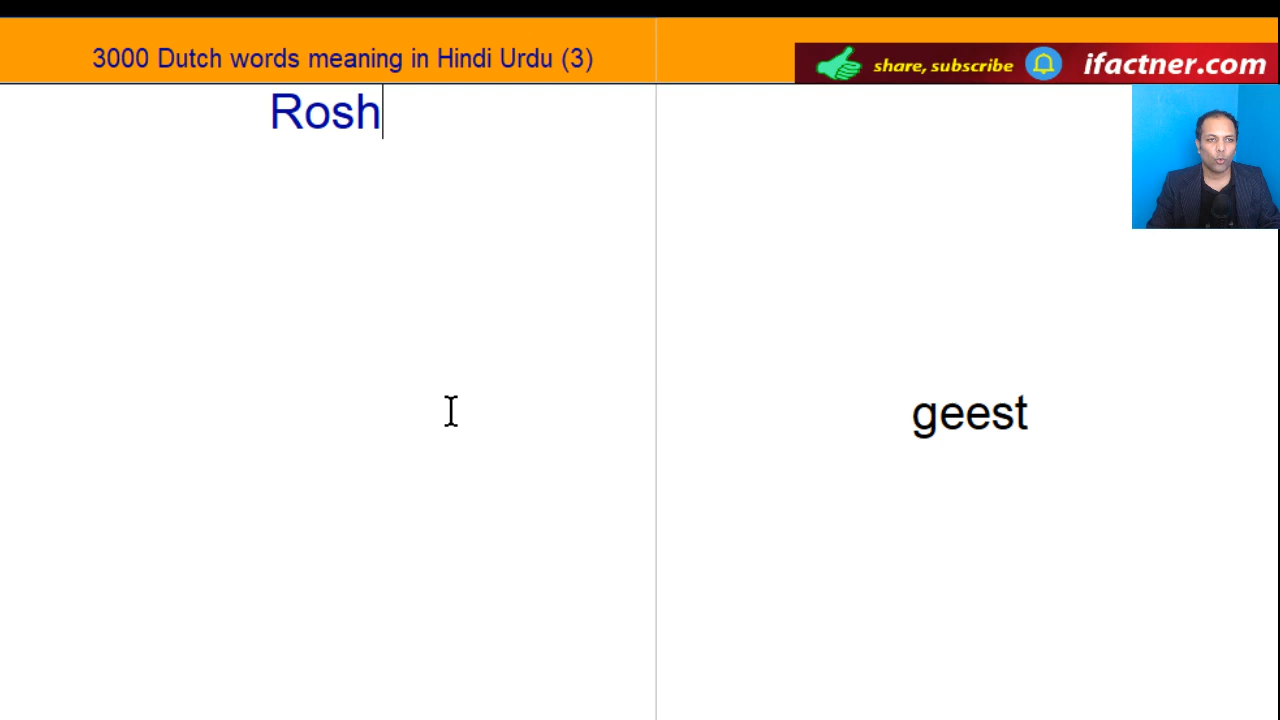 3000 Dutch words meaning in Hindi Urdu (3)
share, subscribe
ifactner.com
Rosh
geest